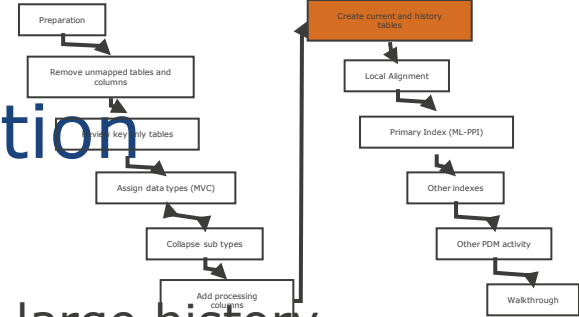 Preparation
Remove unmapped tables and
columns
tion
Review key only tables
Assign data types (MVC)
Collapse sub types
Add processing
columns
large history
Create current and history
tables
Local Alignment
Primary Index (ML-PPI)
Other indexes
Other PDM activity
Walkthrough